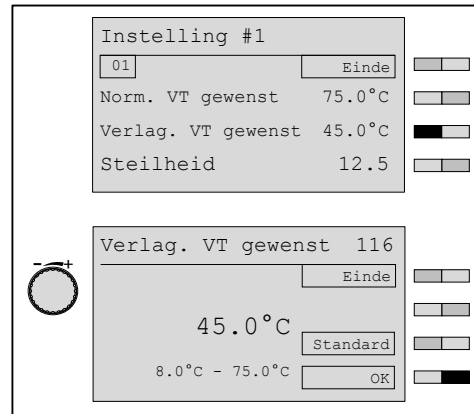 Instelling #1
01 Einde
Norm. VT gewenst 75.0°C
Verlag. VT gewenst 45.0°C
Steilheid 12.5
Verlag. VT gewenst 116
Einde
- +
45.0°C
Standard
8.0°C - 75.0°C OK